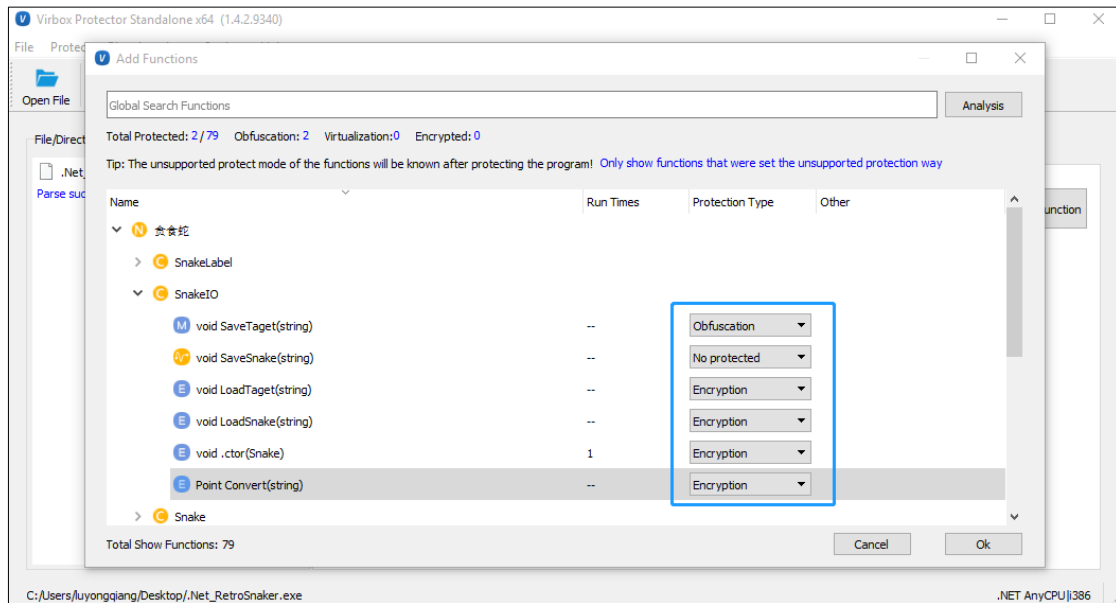 Virbox Protector Standalone x64 (1.4.2.9340)
File Protec
Add Functions
Open File
Global Search Functions
Analysis
File/Direct
Total Protected: 2/79 Obfuscation: 2 Virtualization:0 Encrypted: 0
.Net_
Tip: The unsupported protect mode of the functions will be known after protecting the program! Only show functions that were set the unsupported protection way
Parse suc
Name Run Times Protection Type Other
unction
N 贪食蛇
C SnakeLabel
C SnakeIO
M void SaveTaget(string) -- Obfuscation
void SaveSnake(string) -- No protected
E void LoadTaget(string) -- Encryption
E void LoadSnake(string) -- Encryption
E void .ctor(Snake) 1 Encryption
E Point Convert(string) -- Encryption
C Snake
Total Show Functions: 79
Cancel Ok
C:/Users/luyongqiang/Desktop/.Net_RetroSnaker.exe .NET AnyCPU|i386